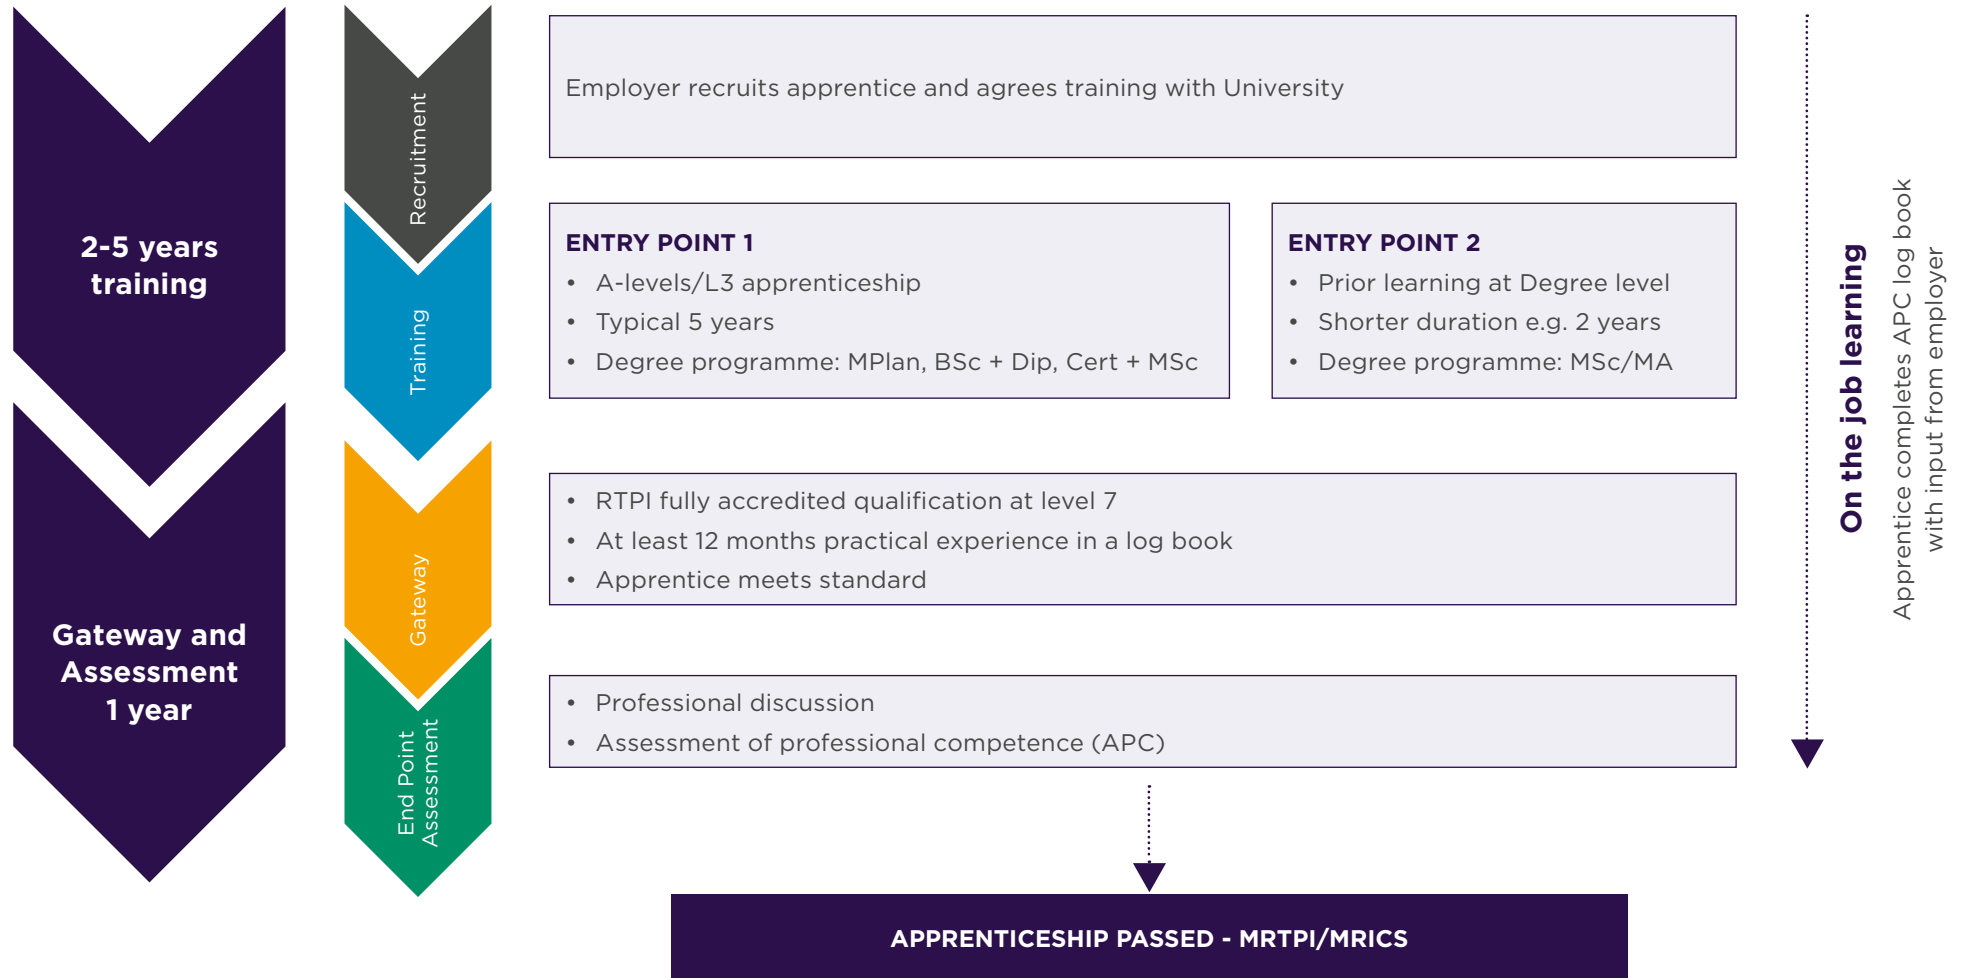 2-5 years
training
Gateway and
Assessment
1 year
Recruitment
Training
Gateway
End Point
Assessment
Employer recruits apprentice and agrees training with University
ENTRY POINT 1
• A-levels/L3 apprenticeship
• Typical 5 years
• Degree programme: MPlan, BSc + Dip, Cert + MSc
ENTRY POINT 2
• Prior learning at Degree level
• Shorter duration e.g. 2 years
• Degree programme: MSc/MA
• RTPI fully accredited qualification at level 7
• At least 12 months practical experience in a log book
• Apprentice meets standard
• Professional discussion
• Assessment of professional competence (APC)
APPRENTICESHIP PASSED - MRTPI/MRICS
On the job learning
Apprentice completes APC log book
with input from employer